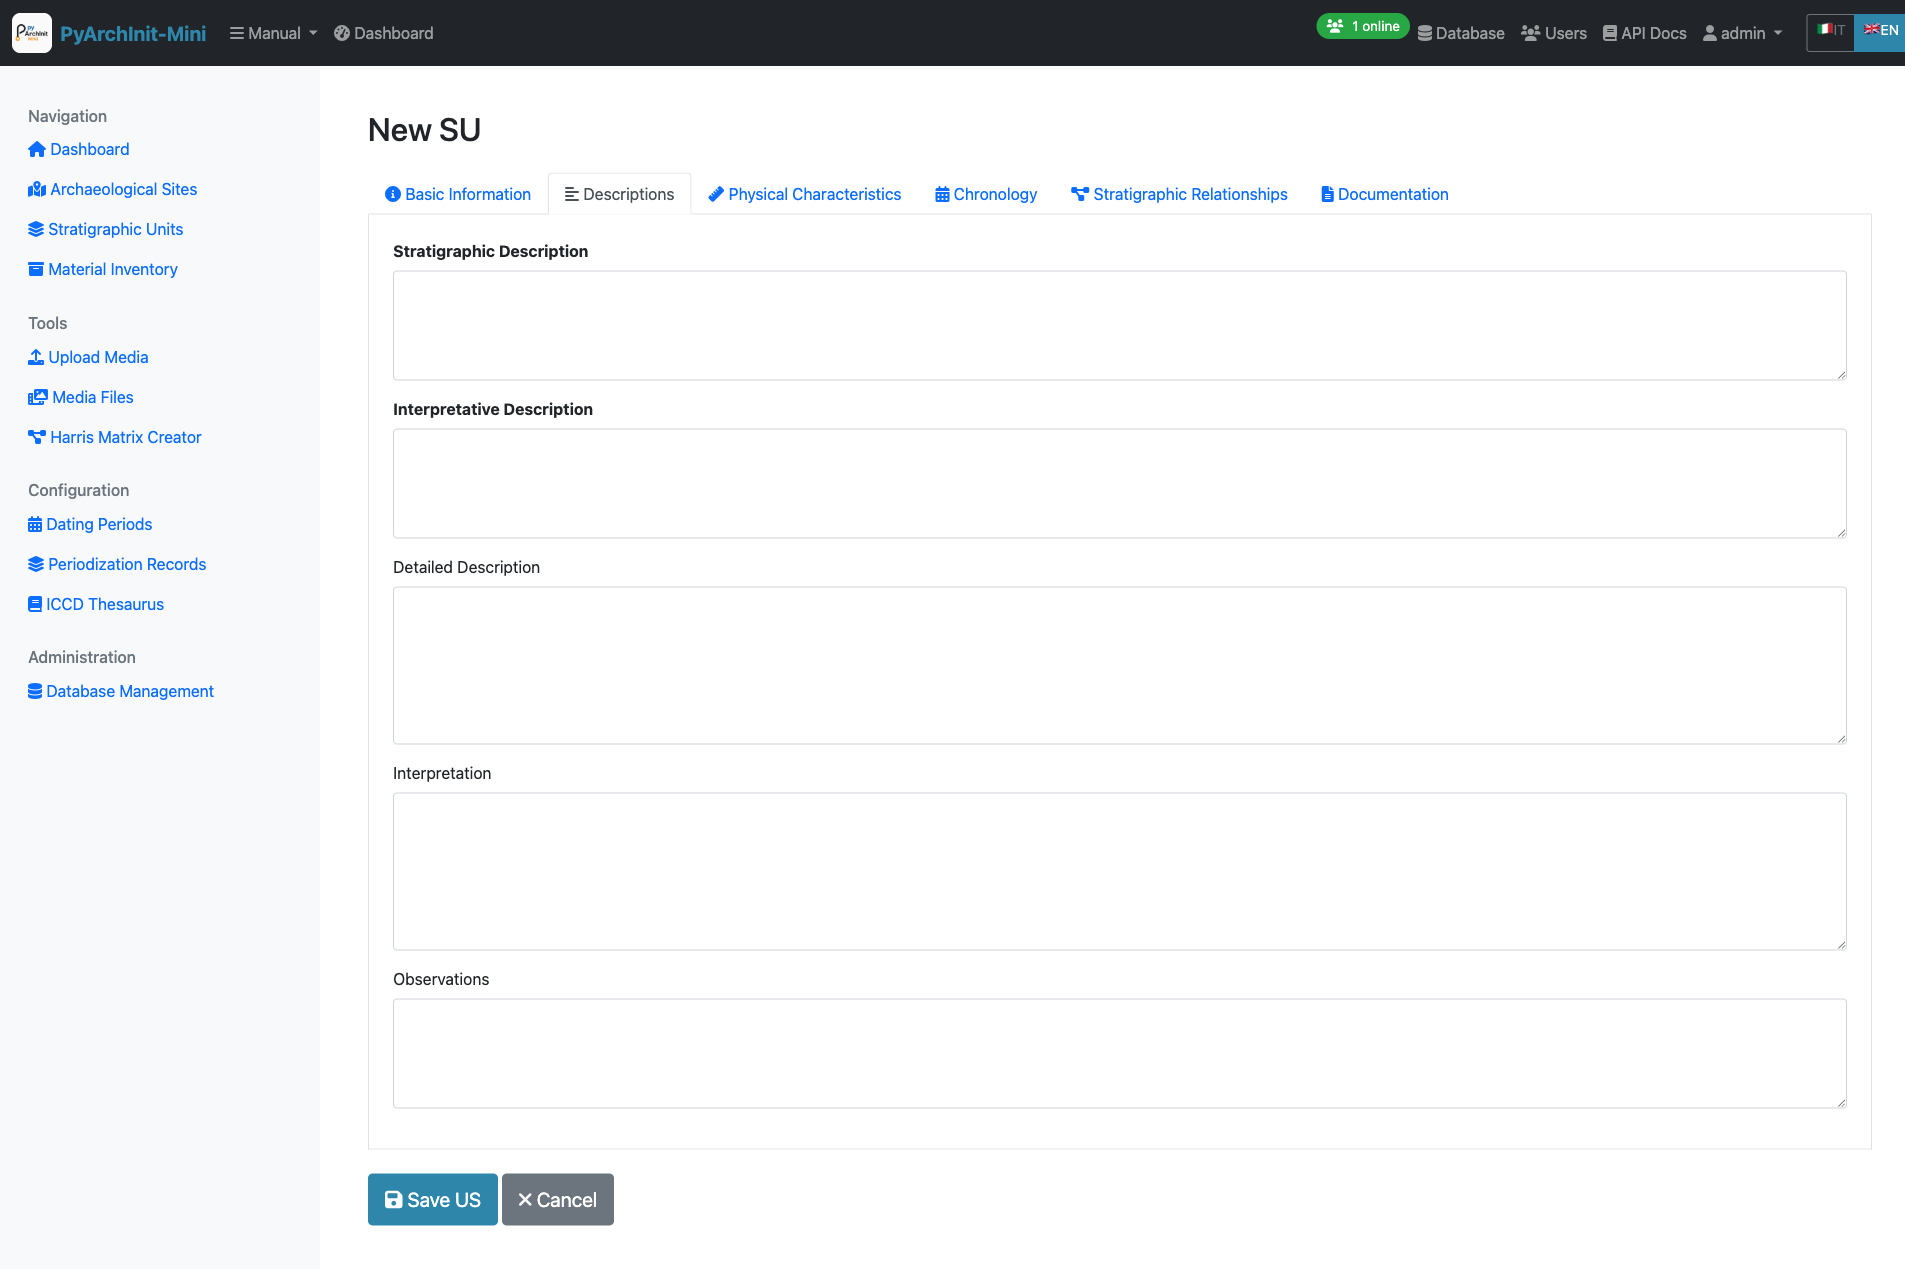 py
ArchInit
MINI
PyArchInit-Mini
Manual
Dashboard
1 online
Database
Users
API Docs
admin
IT
EN
Navigation
Dashboard
Archaeological Sites
Stratigraphic Units
Material Inventory
Tools
Upload Media
Media Files
Harris Matrix Creator
Configuration
Dating Periods
Periodization Records
ICCD Thesaurus
Administration
Database Management
New SU
Basic Information
Descriptions
Physical Characteristics
Chronology
Stratigraphic Relationships
Documentation
Stratigraphic Description
Interpretative Description
Detailed Description
Interpretation
Observations
Save US
Cancel